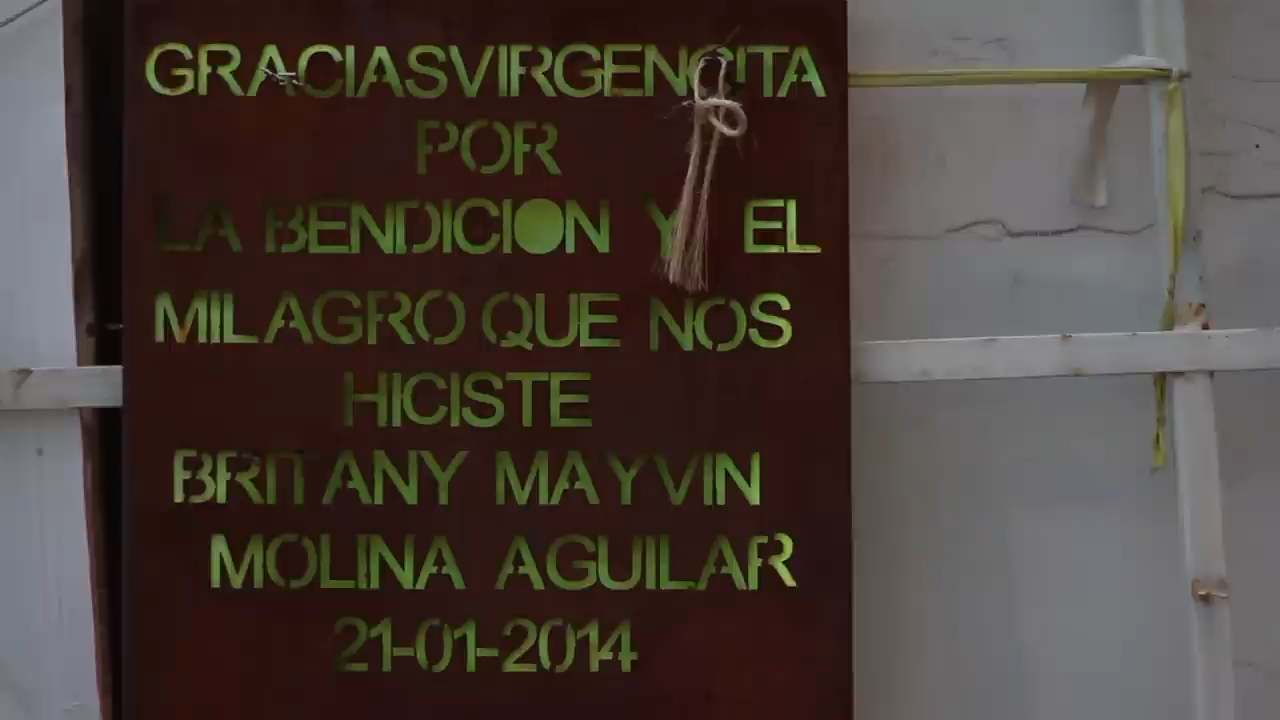 GRACIASVIRGENCITA
POR
LA BENDICION Y EL
MILAGRO QUE NOS
HICISTE
BRITANY MAYVIN
MOLINA AGUILAR
21-01-2014